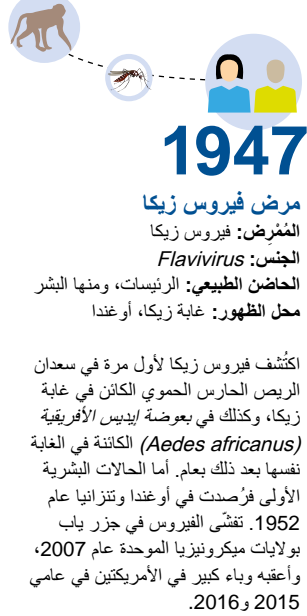 1947
مرض فيروس زيكا
المُمْرِض: فيروس زيكا
الجنس: Flavivirus
الحاضن الطبيعي: الرئيسات، ومنها البشر
محل الظهور: غابة زيكا، أوغندا
اكتُشف فيروس زيكا لأول مرة في سعدان
الريص الحارس الحموي الكائن في غابة
زيكا، وكذلك في بعوضة إيديس الأفريقية
(Aedes africanus) الكائنة في الغابة
نفسها بعد ذلك بعام. أما الحالات البشرية
الأولى فرُصدت في أوغندا وتنزانيا عام
1952. تفشّى الفيروس في جزر ياب
بولايات ميكرونيزيا الموحدة عام 2007،
وأعقبه وباء كبير في الأمريكتين في عامي
2015 و2016.